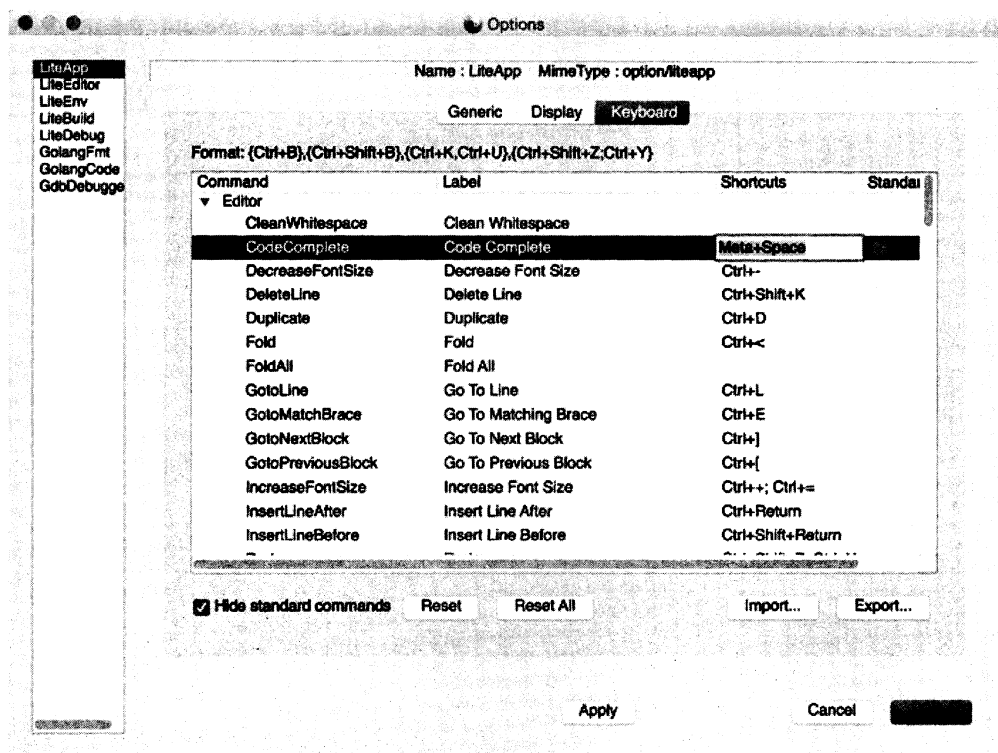 Options
LiteApp
LiteEditor
LiteEnv
LiteBuild
LiteDebug
GolangFmt
GolangCode
GdbDebugge
Name : LiteApp MimeType : option/liteapp
Generic Display Keyboard
Format: {Ctrl+B},{Ctrl+Shift+B},{Ctrl+K,Ctrl+U},{Ctrl+Shift+Z;Ctrl+Y}
Command Label Shortcuts Standar
Editor
CleanWhitespace Clean Whitespace
CodeComplete Code Complete Meta+Space
DecreaseFontSize Decrease Font Size Ctrl+-
DeleteLine Delete Line Ctrl+Shift+K
Duplicate Duplicate Ctrl+D
Fold Fold Ctrl+<
FoldAll Fold All
GotoLine Go To Line Ctrl+L
GotoMatchBrace Go To Matching Brace Ctrl+E
GotoNextBlock Go To Next Block Ctrl+]
GotoPreviousBlock Go To Previous Block Ctrl+[
IncreaseFontSize Increase Font Size Ctrl++; Ctrl+=
InsertLineAfter Insert Line After Ctrl+Return
InsertLineBefore Insert Line Before Ctrl+Shift+Return
Hide standard commands Reset Reset All Import... Export...
Apply Cancel